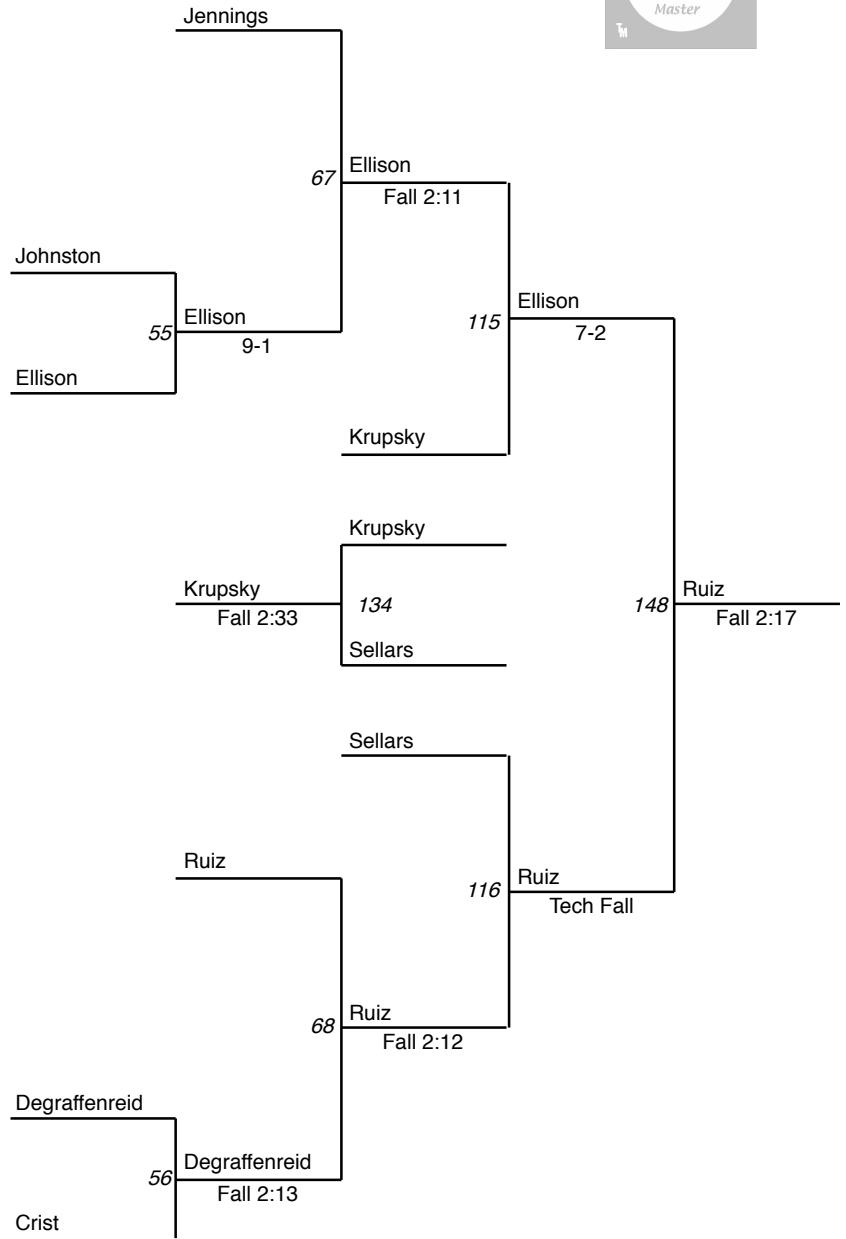 Master
TM
Jennings
67
Ellison
Fall 2:11
Johnston
55
Ellison
9-1
Ellison
115
Ellison
7-2
Krupsky
Krupsky
Krupsky
Fall 2:33
134
Sellars
148
Ruiz
Fall 2:17
Sellars
Ruiz
116
Ruiz
Tech Fall
68
Ruiz
Fall 2:12
Degraffenreid
56
Degraffenreid
Fall 2:13
Crist